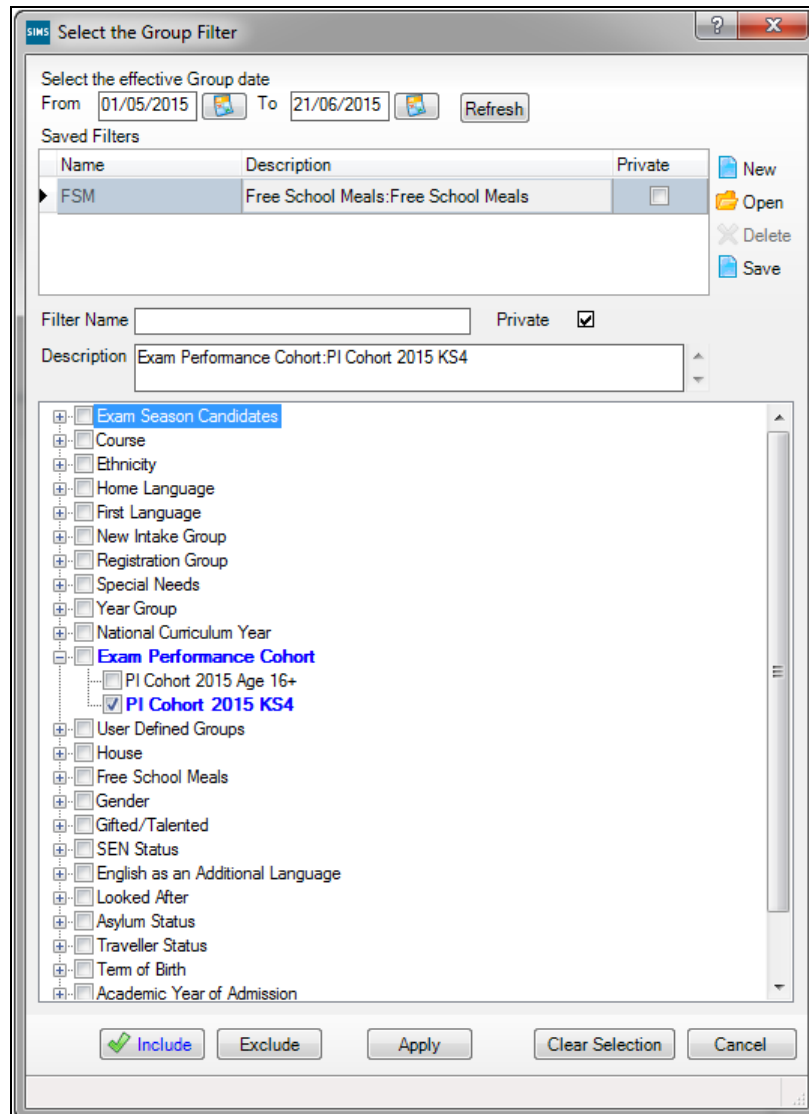 SIMS Select the Group Filter ? X
Select the effective Group date
From 01/05/2015 To 21/06/2015 Refresh
Saved Filters
Name Description Private
FSM Free School Meals:Free School Meals
New
Open
Delete
Save
Filter Name Private
Description Exam Performance Cohort:PI Cohort 2015 KS4
Exam Season Candidates
Course
Ethnicity
Home Language
First Language
New Intake Group
Registration Group
Special Needs
Year Group
National Curriculum Year
Exam Performance Cohort
PI Cohort 2015 Age 16+
PI Cohort 2015 KS4
User Defined Groups
House
Free School Meals
Gender
Gifted/Talented
SEN Status
English as an Additional Language
Looked After
Asylum Status
Traveller Status
Term of Birth
Academic Year of Admission
Include Exclude Apply Clear Selection Cancel